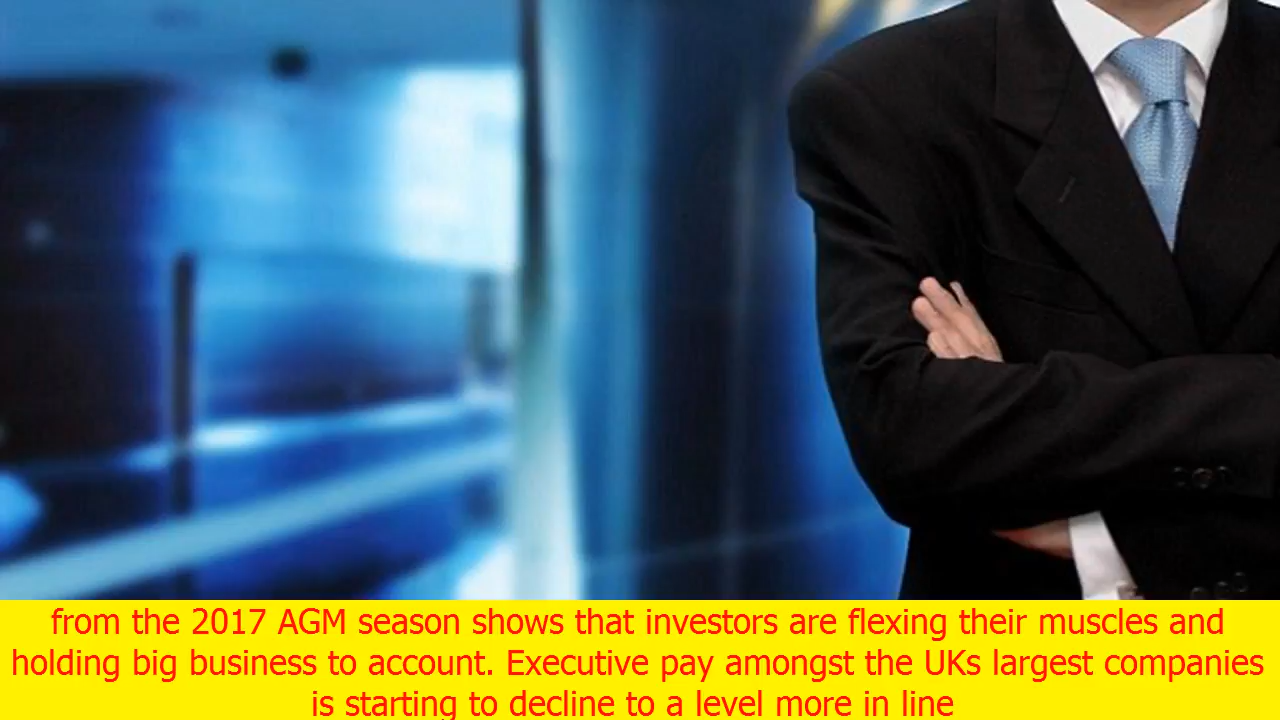 from the 2017 AGM season shows that investors are flexing their muscles and
holding big business to account. Executive pay amongst the UKs largest companies
is starting to decline to a level more in line